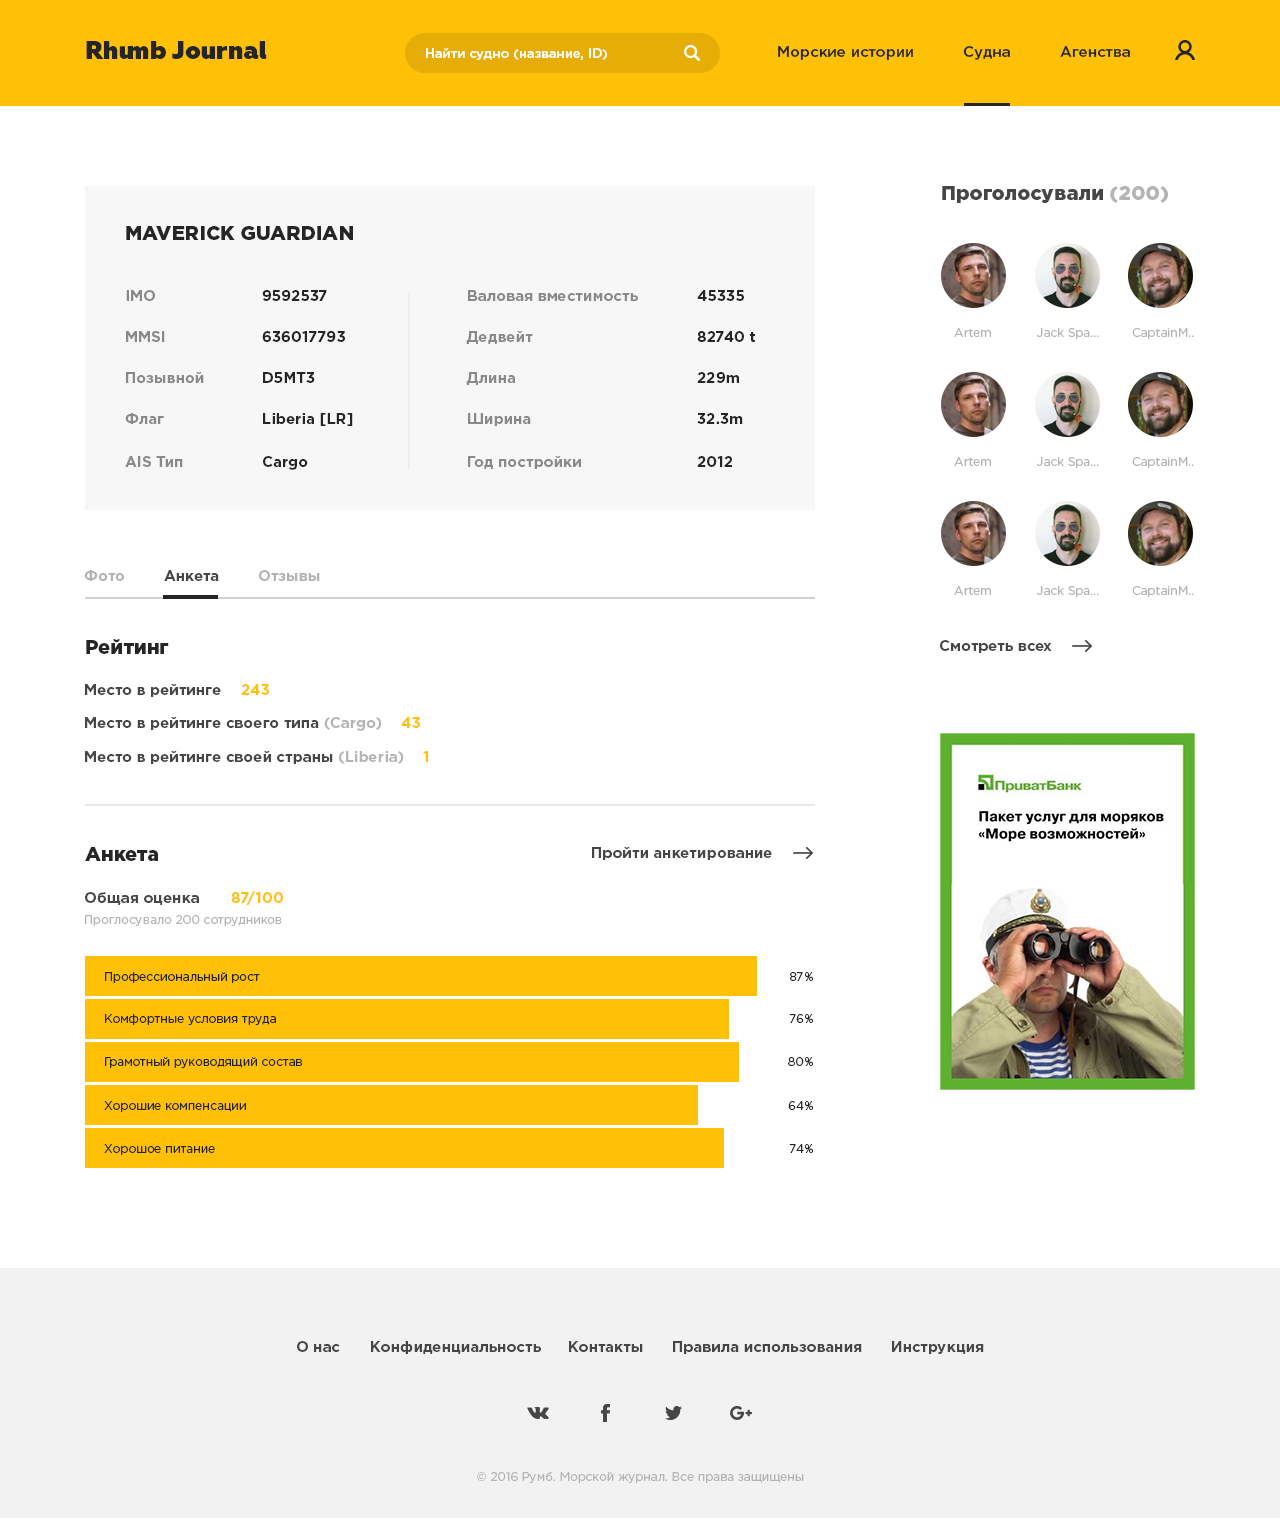 Rhumb Journal
Найти судно (название, ID)
Морские истории
Судна
Агенства
MAVERICK GUARDIAN
IMO 9592537
MMSI 636017793
Позывной D5MT3
Флаг Liberia [LR]
AIS Тип Cargo
Валовая вместимость 45335
Дедвейт 82740 t
Длина 229m
Ширина 32.3m
Год постройки 2012
Фото Анкета Отзывы
Рейтинг
Место в рейтинге 243
Место в рейтинге своего типа (Cargo) 43
Место в рейтинге своей страны (Liberia) 1
Анкета
Пройти анкетирование
Общая оценка 87/100
Проглосувало 200 сотрудников
Профессиональный рост 87%
Комфортные условия труда 76%
Грамотный руководящий состав 80%
Хорошие компенсации 64%
Хорошое питание 74%
Проголосували (200)
Artem Jack Spa... CaptainM..
Artem Jack Spa... CaptainM..
Artem Jack Spa... CaptainM..
Смотреть всех
ПриватБанк
Пакет услуг для моряков
«Море возможностей»
О нас Конфиденциальность Контакты Правила использования Инструкция
© 2016 Румб. Морской журнал. Все права защищены